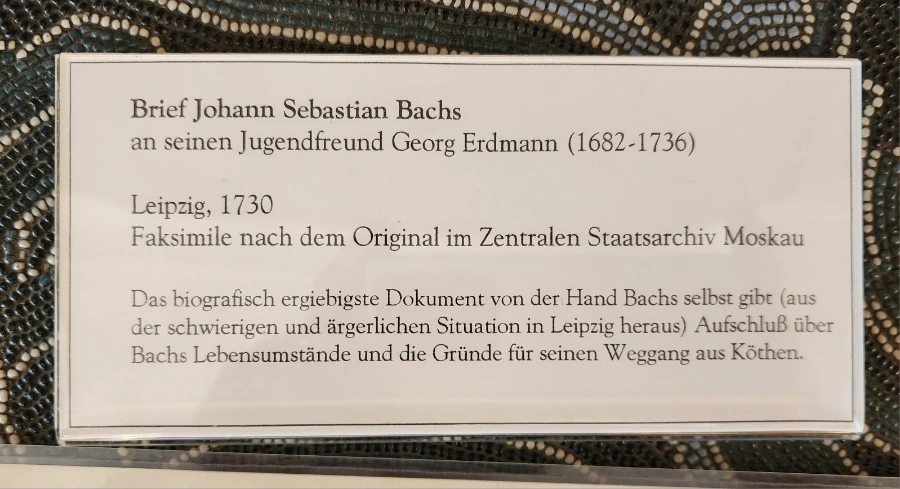 Brief Johann Sebastian Bachs
an seinen Jugendfreund Georg Erdmann (1682-1736)
Leipzig, 1730
Faksimile nach dem Original im Zentralen Staatsarchiv Moskau
Das biografisch ergiebigste Dokument von der Hand Bachs selbst gibt (aus
der schwierigen und ärgerlichen Situation in Leipzig heraus) Aufschluß über
Bachs Lebensumstände und die Gründe für seinen Weggang aus Köthen.